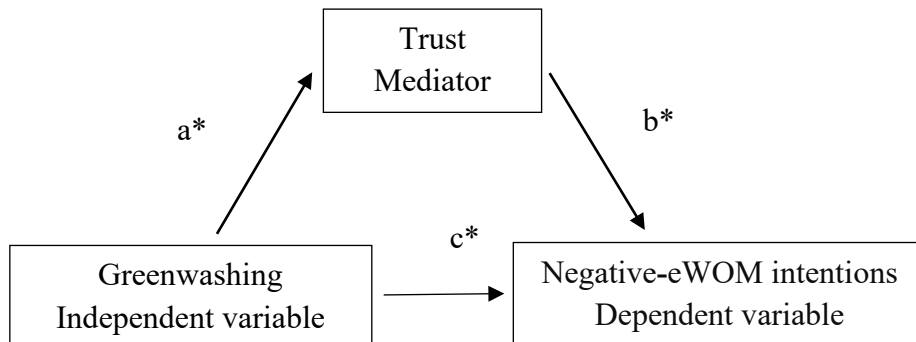 Trust
Mediator
a*
b*
c*
Greenwashing
Independent variable
Negative-eWOM intentions
Dependent variable